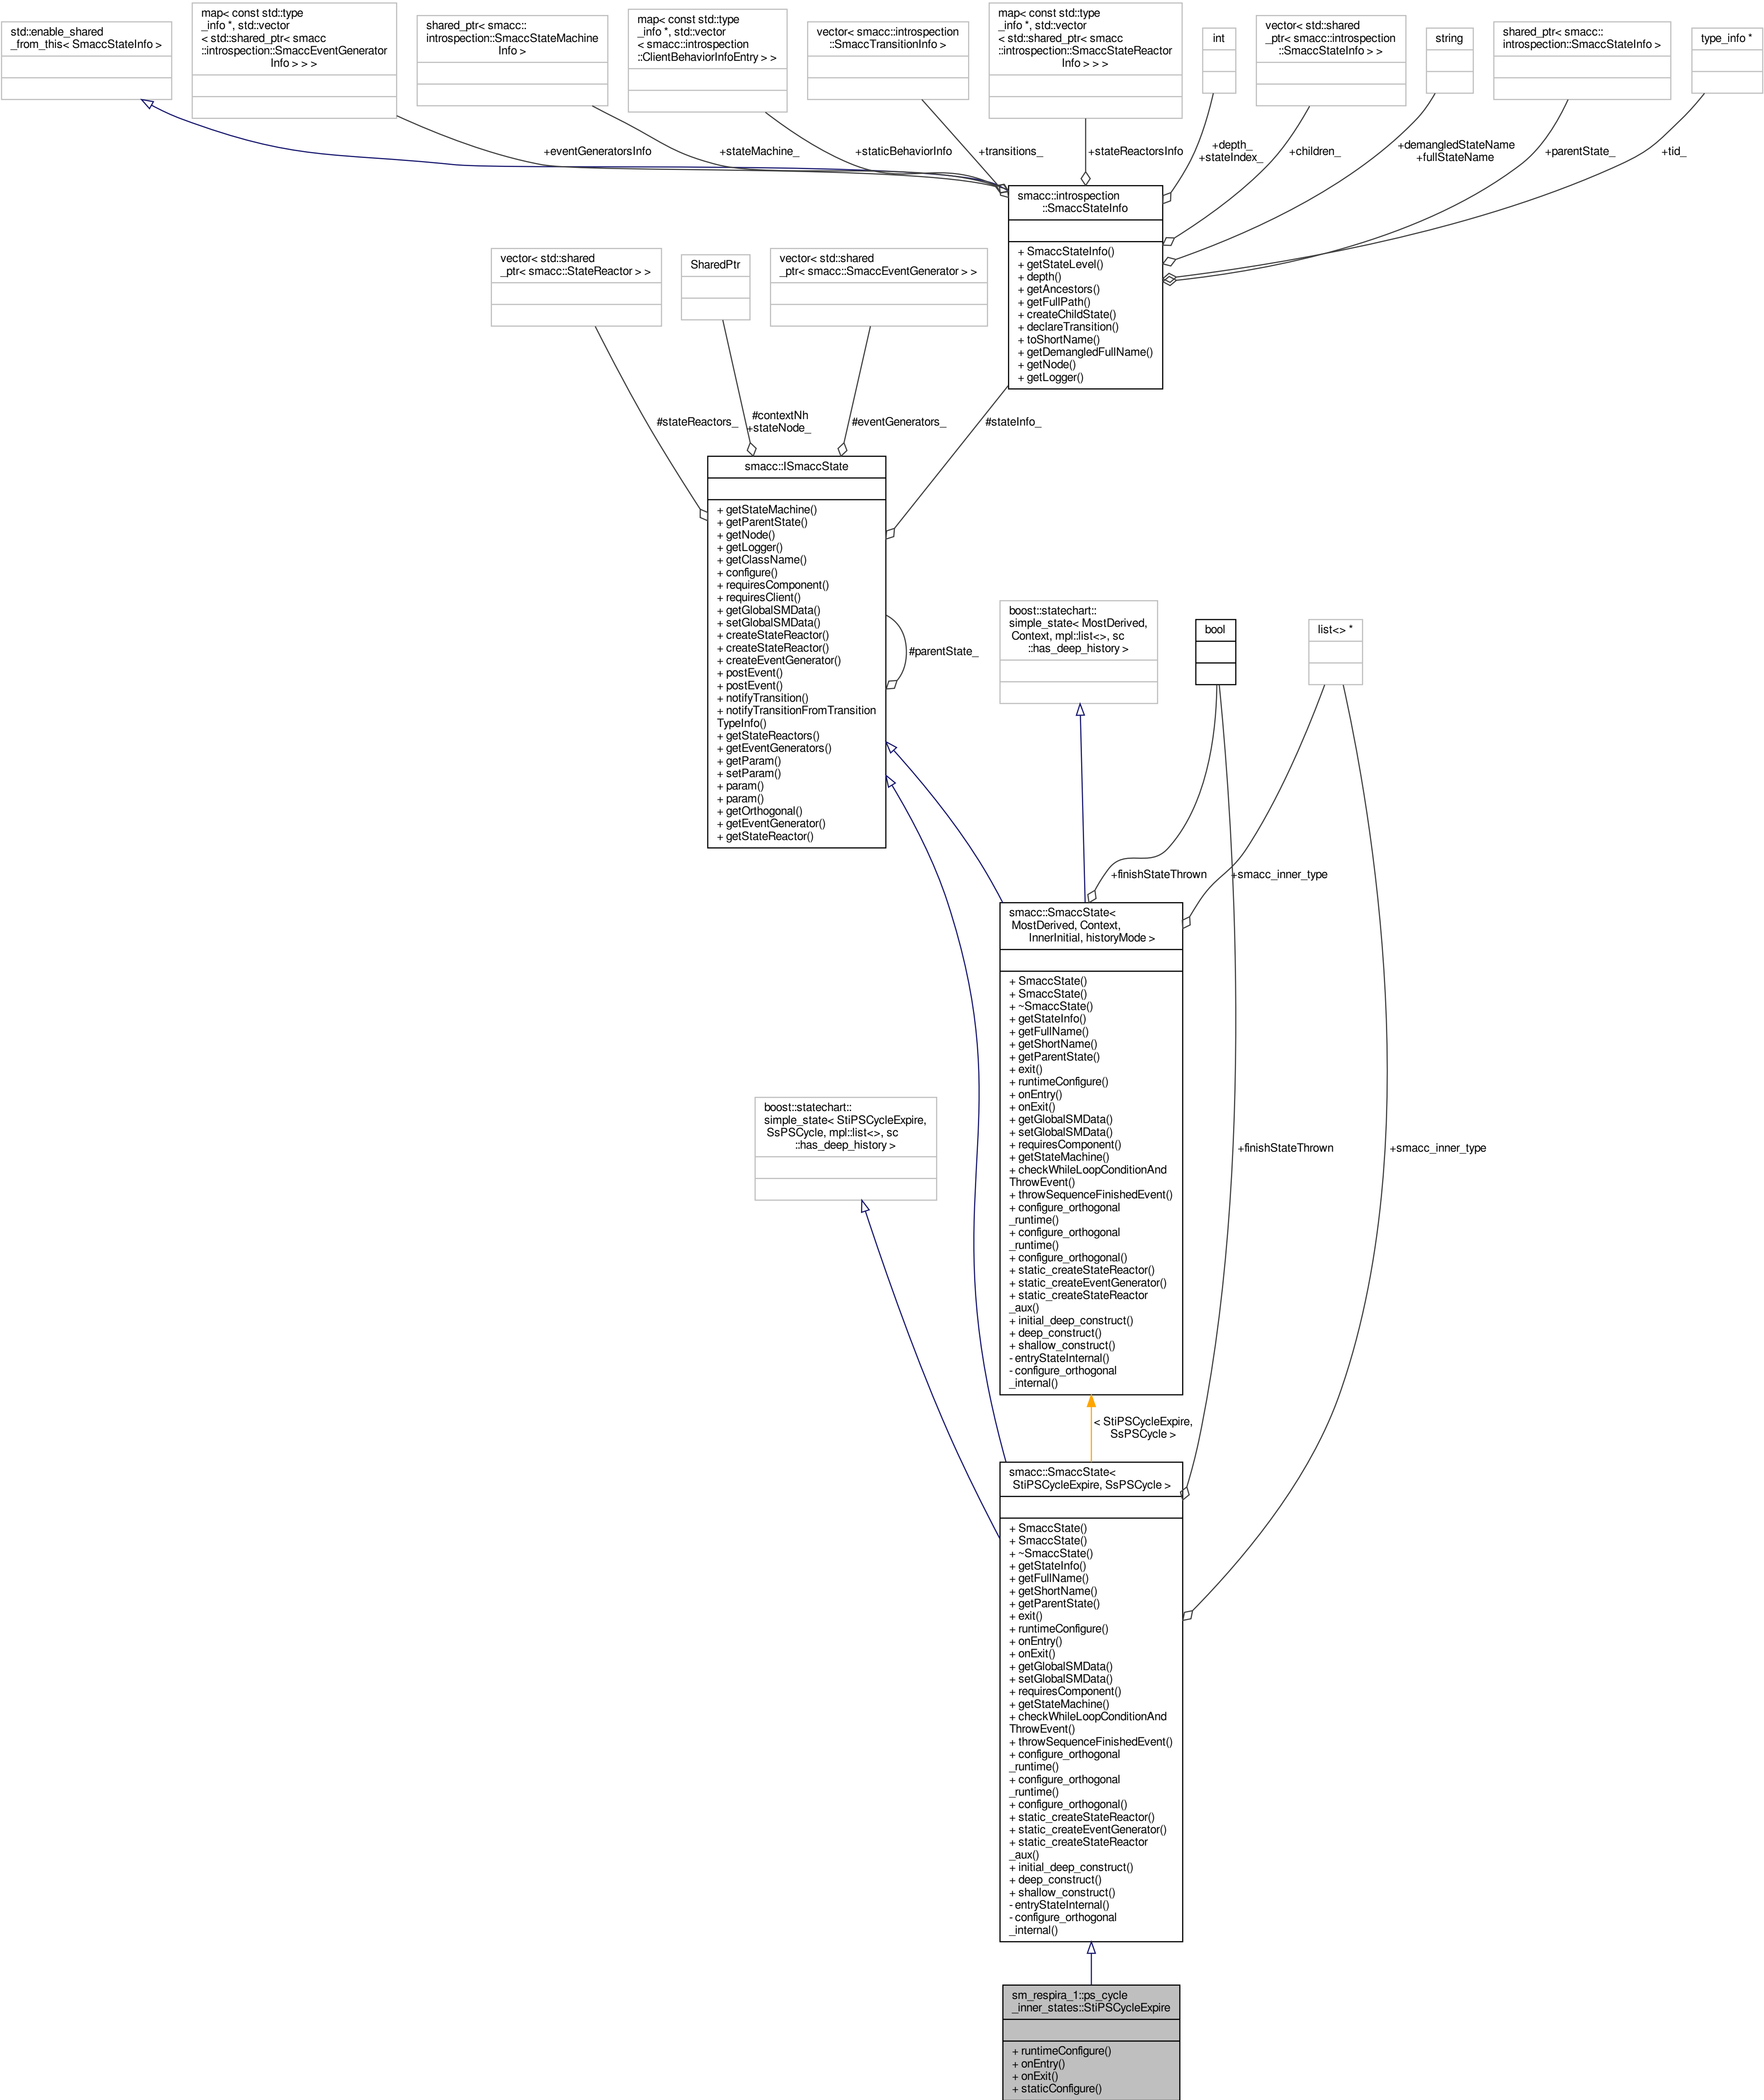 std::enable_shared
_from_this< SmaccStateInfo >
map< const std::type
_info *, std::vector
< std::shared_ptr< smacc
::introspection::SmaccEventGenerator
Info > > >
shared_ptr< smacc::
introspection::SmaccStateMachine
Info >
map< const std::type
_info *, std::vector
< smacc::introspection
::ClientBehaviorInfoEntry > >
vector< smacc::introspection
::SmaccTransitionInfo >
map< const std::type
_info *, std::vector
< std::shared_ptr< smacc
::introspection::SmaccStateReactor
Info > > >
int
vector< std::shared
_ptr< smacc::introspection
::SmaccStateInfo > >
string
shared_ptr< smacc::
introspection::SmaccStateInfo >
type_info *
+eventGeneratorsInfo
+stateMachine_
+staticBehaviorInfo
+transitions_
+stateReactorsInfo
+depth_
+stateIndex_
+children_
+demangledStateName
+fullStateName
+parentState_
+tid_
smacc::introspection
::SmaccStateInfo
+ SmaccStateInfo()
+ getStateLevel()
+ depth()
+ getAncestors()
+ getFullPath()
+ createChildState()
+ declareTransition()
+ toShortName()
+ getDemangledFullName()
+ getNode()
+ getLogger()
vector< std::shared
_ptr< smacc::StateReactor > >
SharedPtr
vector< std::shared
_ptr< smacc::SmaccEventGenerator > >
#stateReactors_
#contextNh
+stateNode_
#eventGenerators_
#stateInfo_
smacc::ISmaccState
+ getStateMachine()
+ getParentState()
+ getNode()
+ getLogger()
+ getClassName()
+ configure()
+ requiresComponent()
+ requiresClient()
+ getGlobalSMData()
+ setGlobalSMData()
+ createStateReactor()
+ createStateReactor()
+ createEventGenerator()
+ postEvent()
+ postEvent()
+ notifyTransition()
+ notifyTransitionFromTransition
TypeInfo()
+ getStateReactors()
+ getEventGenerators()
+ getParam()
+ setParam()
+ param()
+ param()
+ getOrthogonal()
+ getEventGenerator()
+ getStateReactor()
#parentState_
boost::statechart::
simple_state< MostDerived,
Context, mpl::list<>, sc
::has_deep_history >
bool
list<> *
+finishStateThrown
+smacc_inner_type
smacc::SmaccState<
MostDerived, Context,
InnerInitial, historyMode >
+ SmaccState()
+ SmaccState()
+ ~SmaccState()
+ getStateInfo()
+ getFullName()
+ getShortName()
+ getParentState()
+ exit()
+ runtimeConfigure()
+ onEntry()
+ onExit()
+ getGlobalSMData()
+ setGlobalSMData()
+ requiresComponent()
+ getStateMachine()
+ checkWhileLoopConditionAnd
ThrowEvent()
+ throwSequenceFinishedEvent()
+ configure_orthogonal
_runtime()
+ configure_orthogonal
_runtime()
+ configure_orthogonal()
+ static_createStateReactor()
+ static_createEventGenerator()
+ static_createStateReactor
_aux()
+ initial_deep_construct()
+ deep_construct()
+ shallow_construct()
- entryStateInternal()
- configure_orthogonal
_internal()
boost::statechart::
simple_state< StiPSCycleExpire,
SsPSCycle, mpl::list<>, sc
::has_deep_history >
+finishStateThrown
+smacc_inner_type
< StiPSCycleExpire,
SsPSCycle >
smacc::SmaccState<
StiPSCycleExpire, SsPSCycle >
+ SmaccState()
+ SmaccState()
+ ~SmaccState()
+ getStateInfo()
+ getFullName()
+ getShortName()
+ getParentState()
+ exit()
+ runtimeConfigure()
+ onEntry()
+ onExit()
+ getGlobalSMData()
+ setGlobalSMData()
+ requiresComponent()
+ getStateMachine()
+ checkWhileLoopConditionAnd
ThrowEvent()
+ throwSequenceFinishedEvent()
+ configure_orthogonal
_runtime()
+ configure_orthogonal
_runtime()
+ configure_orthogonal()
+ static_createStateReactor()
+ static_createEventGenerator()
+ static_createStateReactor
_aux()
+ initial_deep_construct()
+ deep_construct()
+ shallow_construct()
- entryStateInternal()
- configure_orthogonal
_internal()
sm_respira_1::ps_cycle
_inner_states::StiPSCycleExpire
+ runtimeConfigure()
+ onEntry()
+ onExit()
+ staticConfigure()